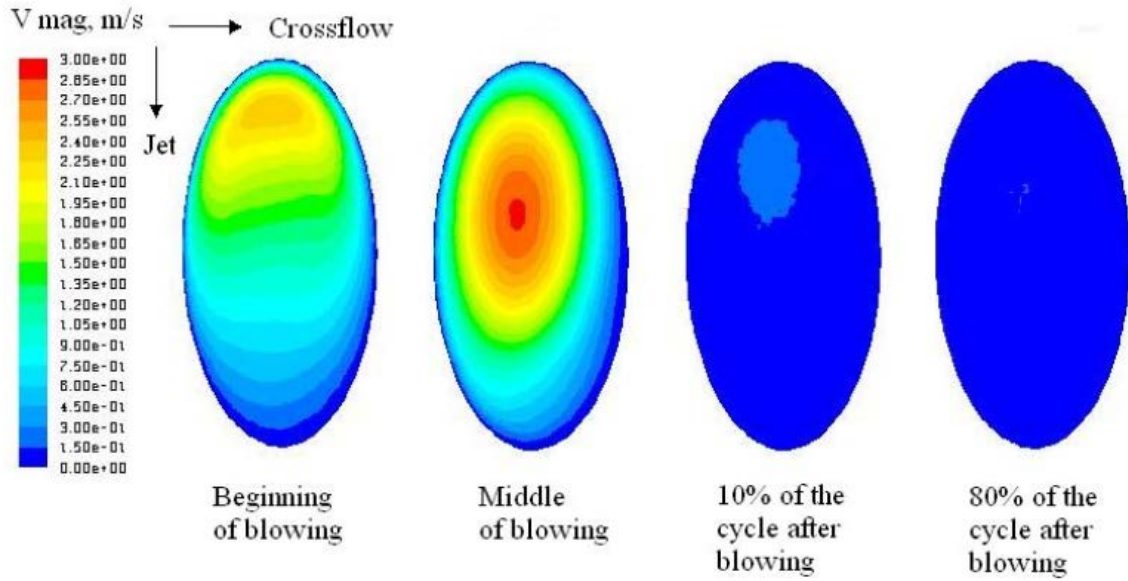 V mag, m/s
Crossflow
Jet
3.00e+00
2.85e+00
2.70e+00
2.55e+00
2.40e+00
2.25e+00
2.10e+00
1.95e+00
1.80e+00
1.65e+00
1.50e+00
1.35e+00
1.20e+00
1.05e+00
9.00e-01
7.50e-01
6.00e-01
4.50e-01
3.00e-01
1.50e-01
0.00e+00
Beginning
of blowing
Middle
of blowing
10% of the
cycle after
blowing
80% of the
cycle after
blowing